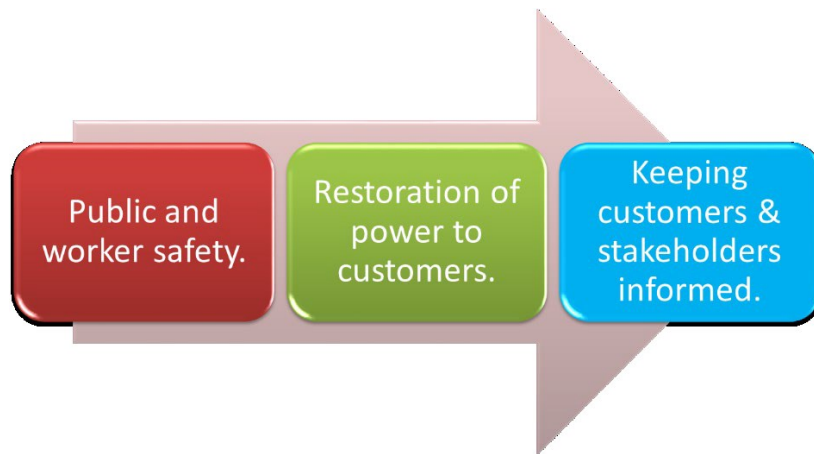 Public and
worker safety.
Restoration of
power to
customers.
Keeping
customers &
stakeholders
informed.